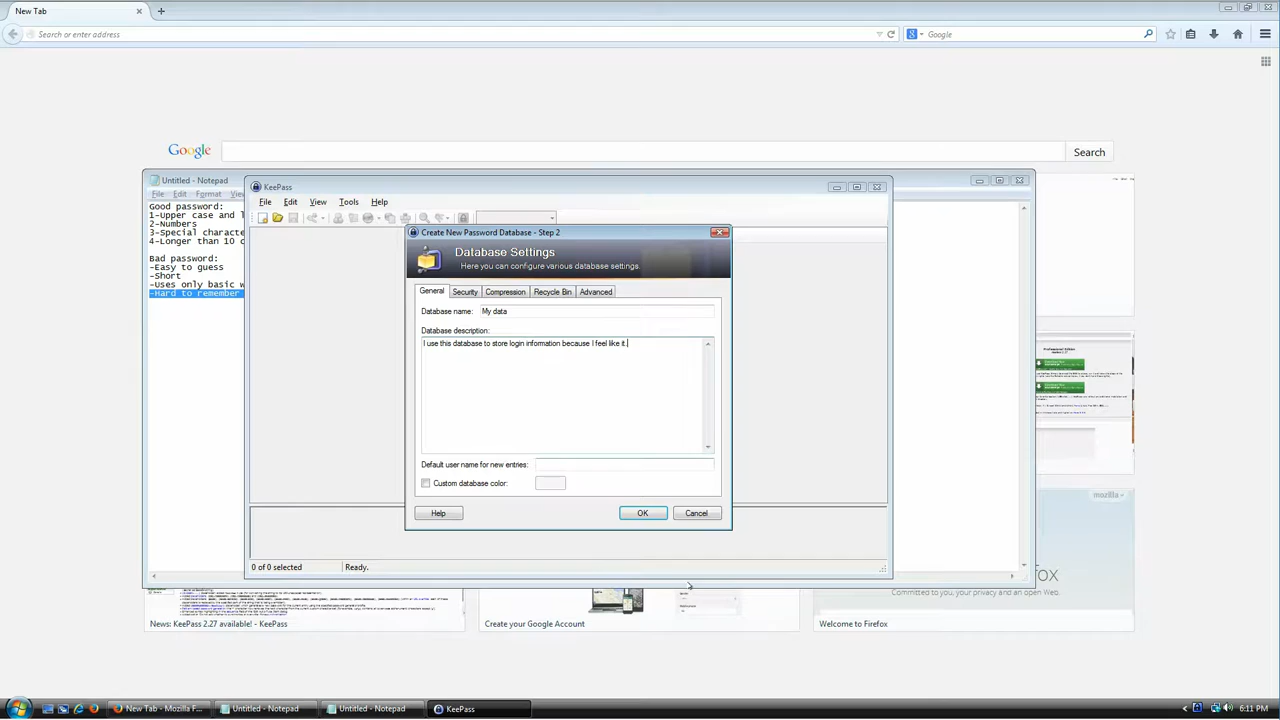 New Tab
Search or enter address
Google
Google
Search
Untitled - Notepad
File Edit Format
Good password:
1-Upper case and
2-Numbers
3-Special
4-Longer than 10
Bad password:
-Easy to guess
-Short
-Uses only basic
-Hard to remember
KeePass
File Edit View Tools Help
Create New Password Database - Step 2
Database Settings
Here you can configure various database settings.
General Security Compression Recycle Bin Advanced
Database name: My data
Database description:
I use this database to store login information because I feel like it.
Default user name for new entries:
Custom database color:
Help OK Cancel
0 of 0 selected Ready.
mozilla
committed to you, your privacy and an open Web.
News: KeePass 2.27 available! - KeePass
Create your Google Account
Welcome to Firefox
New Tab - Mozilla F...
Untitled - Notepad
Untitled - Notepad
KeePass
6:11 PM